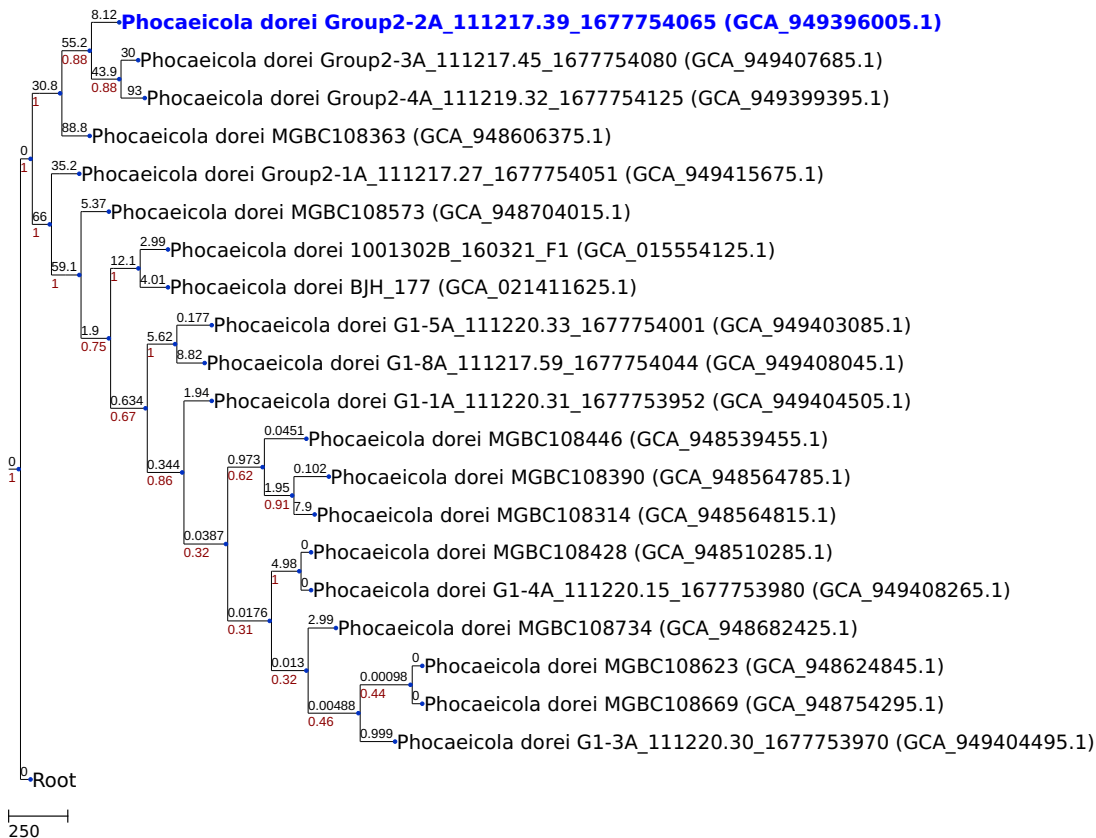 8.12
Phocaeicola dorei Group2-2A_111217.39_1677754065 (GCA_949396005.1)
55.2
0.88
30
Phocaeicola dorei Group2-3A_111217.45_1677754080 (GCA_949407685.1)
43.9
0.88
30.8
1
93
Phocaeicola dorei Group2-4A_111219.32_1677754125 (GCA_949399395.1)
88.8
Phocaeicola dorei MGBC108363 (GCA_948606375.1)
0
1
35.2
Phocaeicola dorei Group2-1A_111217.27_1677754051 (GCA_949415675.1)
66
1
5.37
Phocaeicola dorei MGBC108573 (GCA_948704015.1)
59.1
1
2.99
Phocaeicola dorei 1001302B_160321_F1 (GCA_015554125.1)
12.1
1
4.01
Phocaeicola dorei BJH_177 (GCA_021411625.1)
1.9
0.75
0.177
Phocaeicola dorei G1-5A_111220.33_1677754001 (GCA_949403085.1)
5.62
1
8.82
Phocaeicola dorei G1-8A_111217.59_1677754044 (GCA_949408045.1)
0.634
0.67
1.94
Phocaeicola dorei G1-1A_111220.31_1677753952 (GCA_949404505.1)
0.344
0.86
0.0451
Phocaeicola dorei MGBC108446 (GCA_948539455.1)
0.973
0.62
0.102
Phocaeicola dorei MGBC108390 (GCA_948564785.1)
1.95
0.91
7.9
Phocaeicola dorei MGBC108314 (GCA_948564815.1)
0
1
0.0387
0.32
0
Phocaeicola dorei MGBC108428 (GCA_948510285.1)
4.98
1
0
Phocaeicola dorei G1-4A_111220.15_1677753980 (GCA_949408265.1)
0.0176
0.31
2.99
Phocaeicola dorei MGBC108734 (GCA_948682425.1)
0.013
0.32
0
Phocaeicola dorei MGBC108623 (GCA_948624845.1)
0.00098
0.44
0
Phocaeicola dorei MGBC108669 (GCA_948754295.1)
0.00488
0.46
0.999
Phocaeicola dorei G1-3A_111220.30_1677753970 (GCA_949404495.1)
0
Root
250